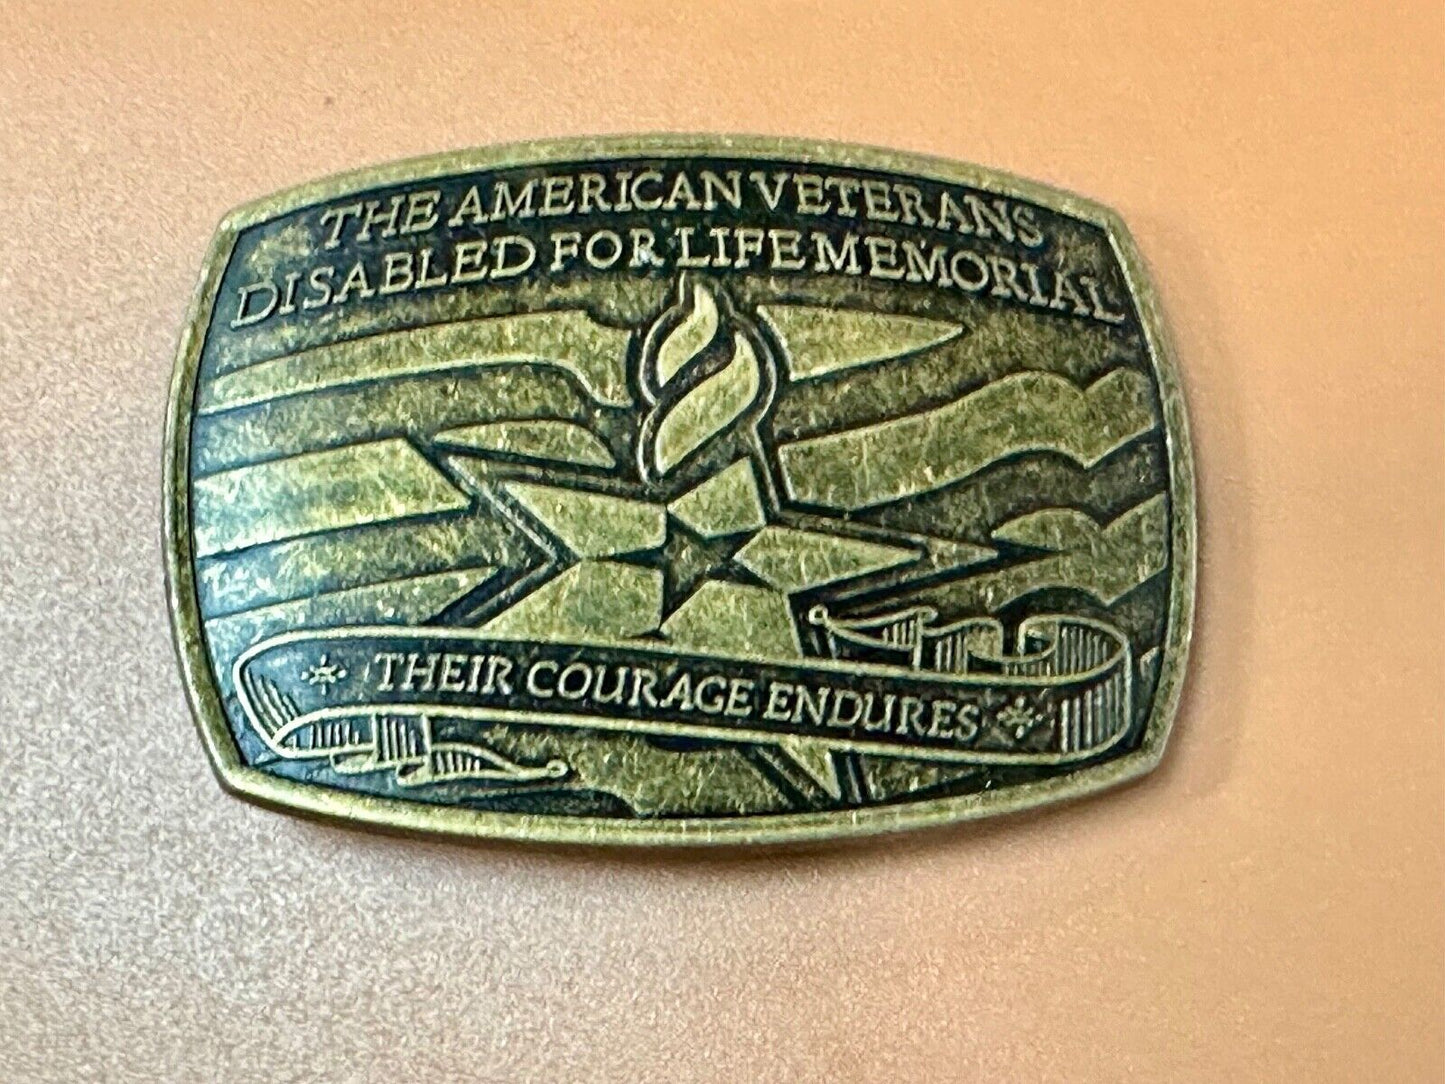 THE AMERICAN VETERANS
DISABLED FOR LIFE MEMORIAL
THEIR COURAGE ENDURES